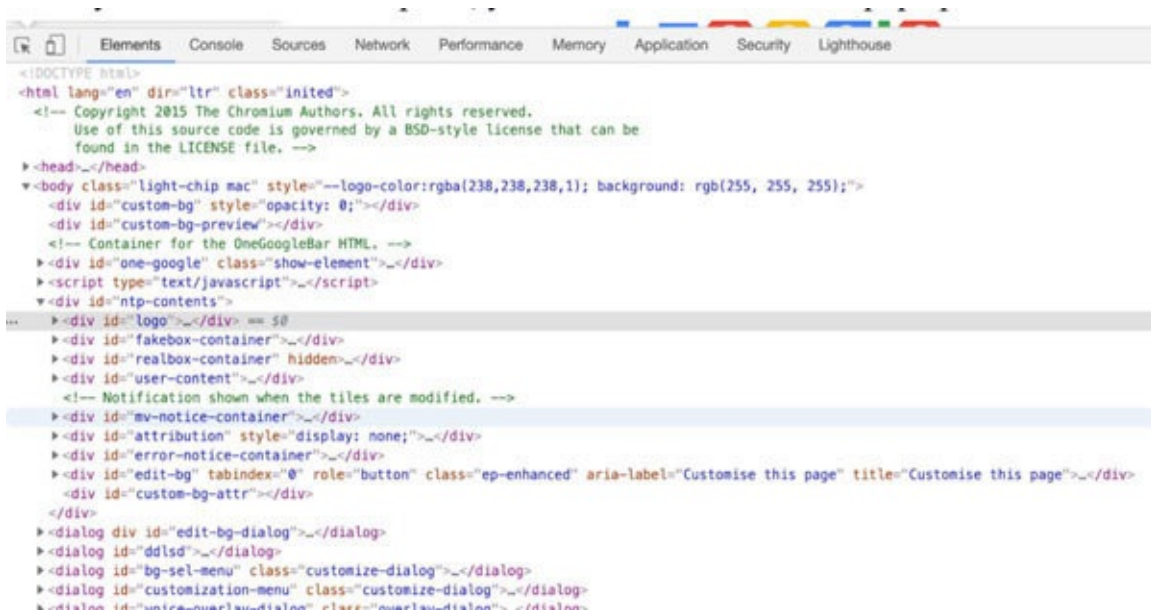 Elements Console Sources Network Performance Memory Application Security Lighthouse
<!DOCTYPE html>
<html lang="en" dir="ltr" class="inited">
<!-- Copyright 2015 The Chromium Authors. All rights reserved.
Use of this source code is governed by a BSD-style license that can be
found in the LICENSE file. -->
▶<head>…</head>
▼<body class="light-chip mac" style="--logo-color:rgba(238,238,238,1); background: rgb(255, 255, 255);">
<div id="custom-bg" style="opacity: 0;"></div>
<div id="custom-bg-preview"></div>
<!-- Container for the OneGoogleBar HTML. -->
▶<div id="one-google" class="show-element">…</div>
▶<script type="text/javascript">…</script>
▼<div id="ntp-contents">
… ▶<div id="logo">…</div> == $0
▶<div id="fakebox-container">…</div>
▶<div id="realbox-container" hidden>…</div>
▶<div id="user-content">…</div>
<!-- Notification shown when the tiles are modified. -->
▶<div id="mv-notice-container">…</div>
▶<div id="attribution" style="display: none;">…</div>
▶<div id="error-notice-container">…</div>
▶<div id="edit-bg" tabindex="0" role="button" class="ep-enhanced" aria-label="Customise this page" title="Customise this page">…</div>
<div id="custom-bg-attr"></div>
</div>
▶<dialog div id="edit-bg-dialog">…</dialog>
▶<dialog id="ddlsd">…</dialog>
▶<dialog id="bg-sel-menu" class="customize-dialog">…</dialog>
▶<dialog id="customization-menu" class="customize-dialog">…</dialog>
▶<dialog id="voice-overlay-dialog" class="overlay-dialog">…</dialog>